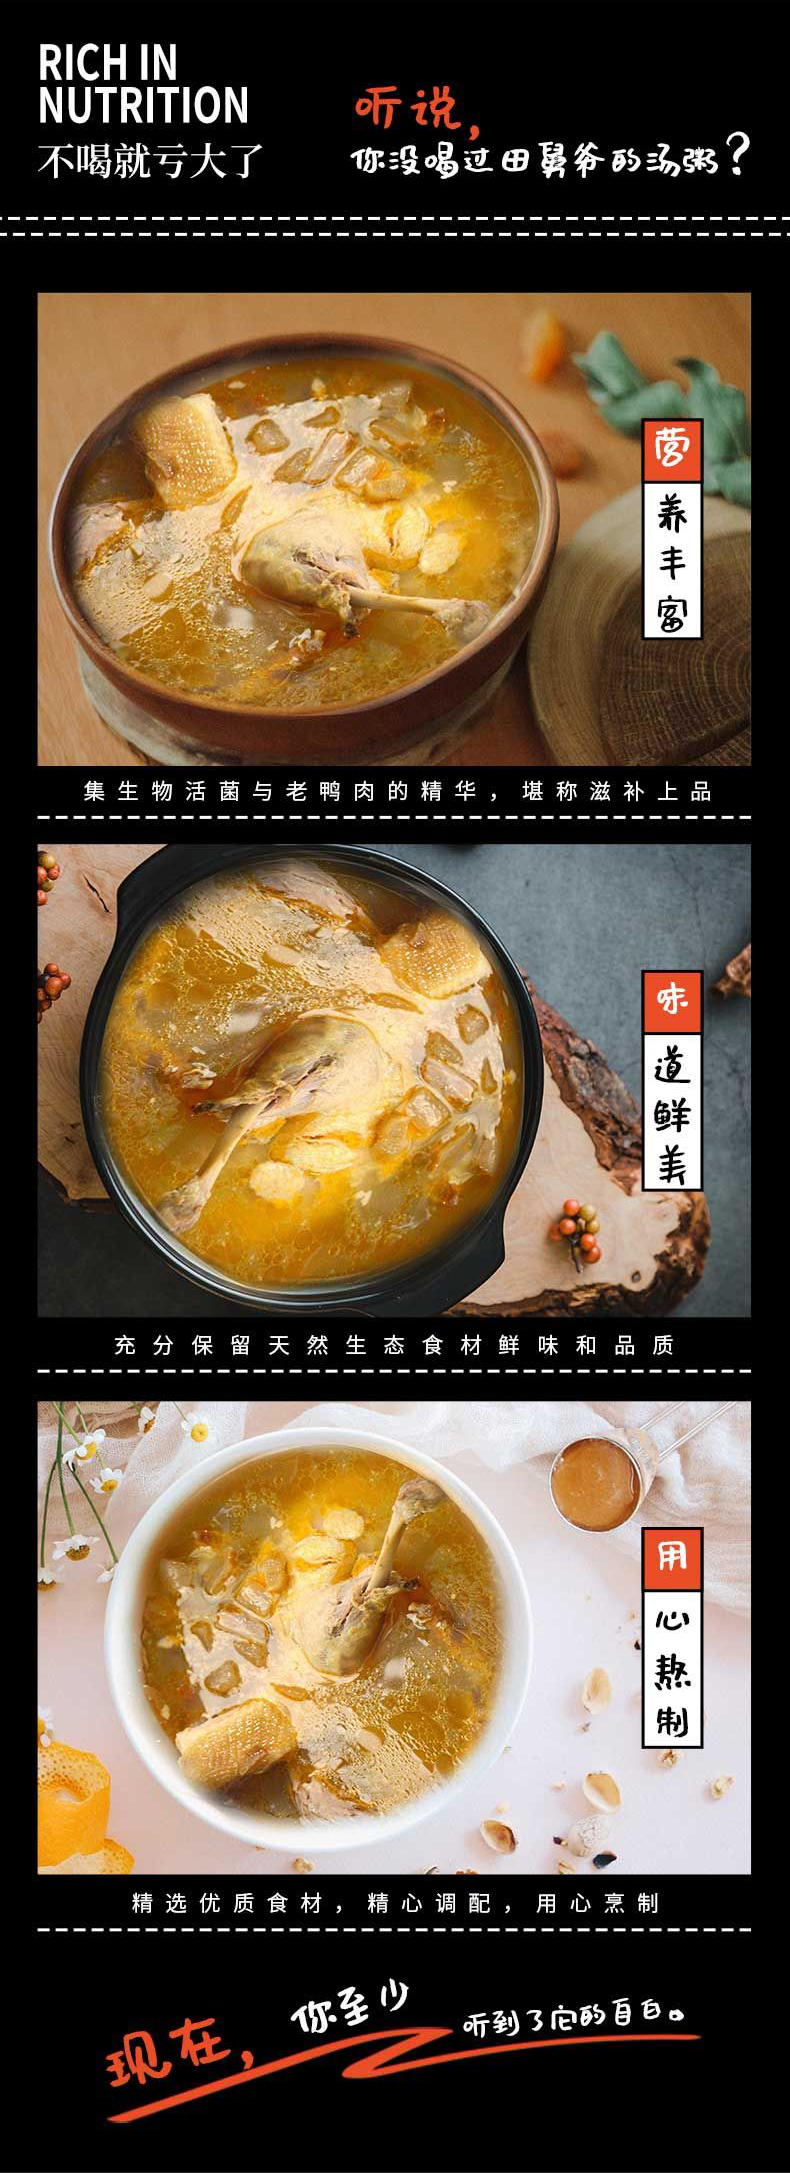 RICH IN
NUTRITION
不喝就亏大了
听说，
你没喝过田舅爷的汤粥？
营养丰富
集生物活菌与老鸭肉的精华，堪称滋补上品
味道鲜美
充分保留天然生态食材鲜味和品质
用心熬制
精选优质食材，精心调配，用心烹制
现在，你至少听到了它的自白。